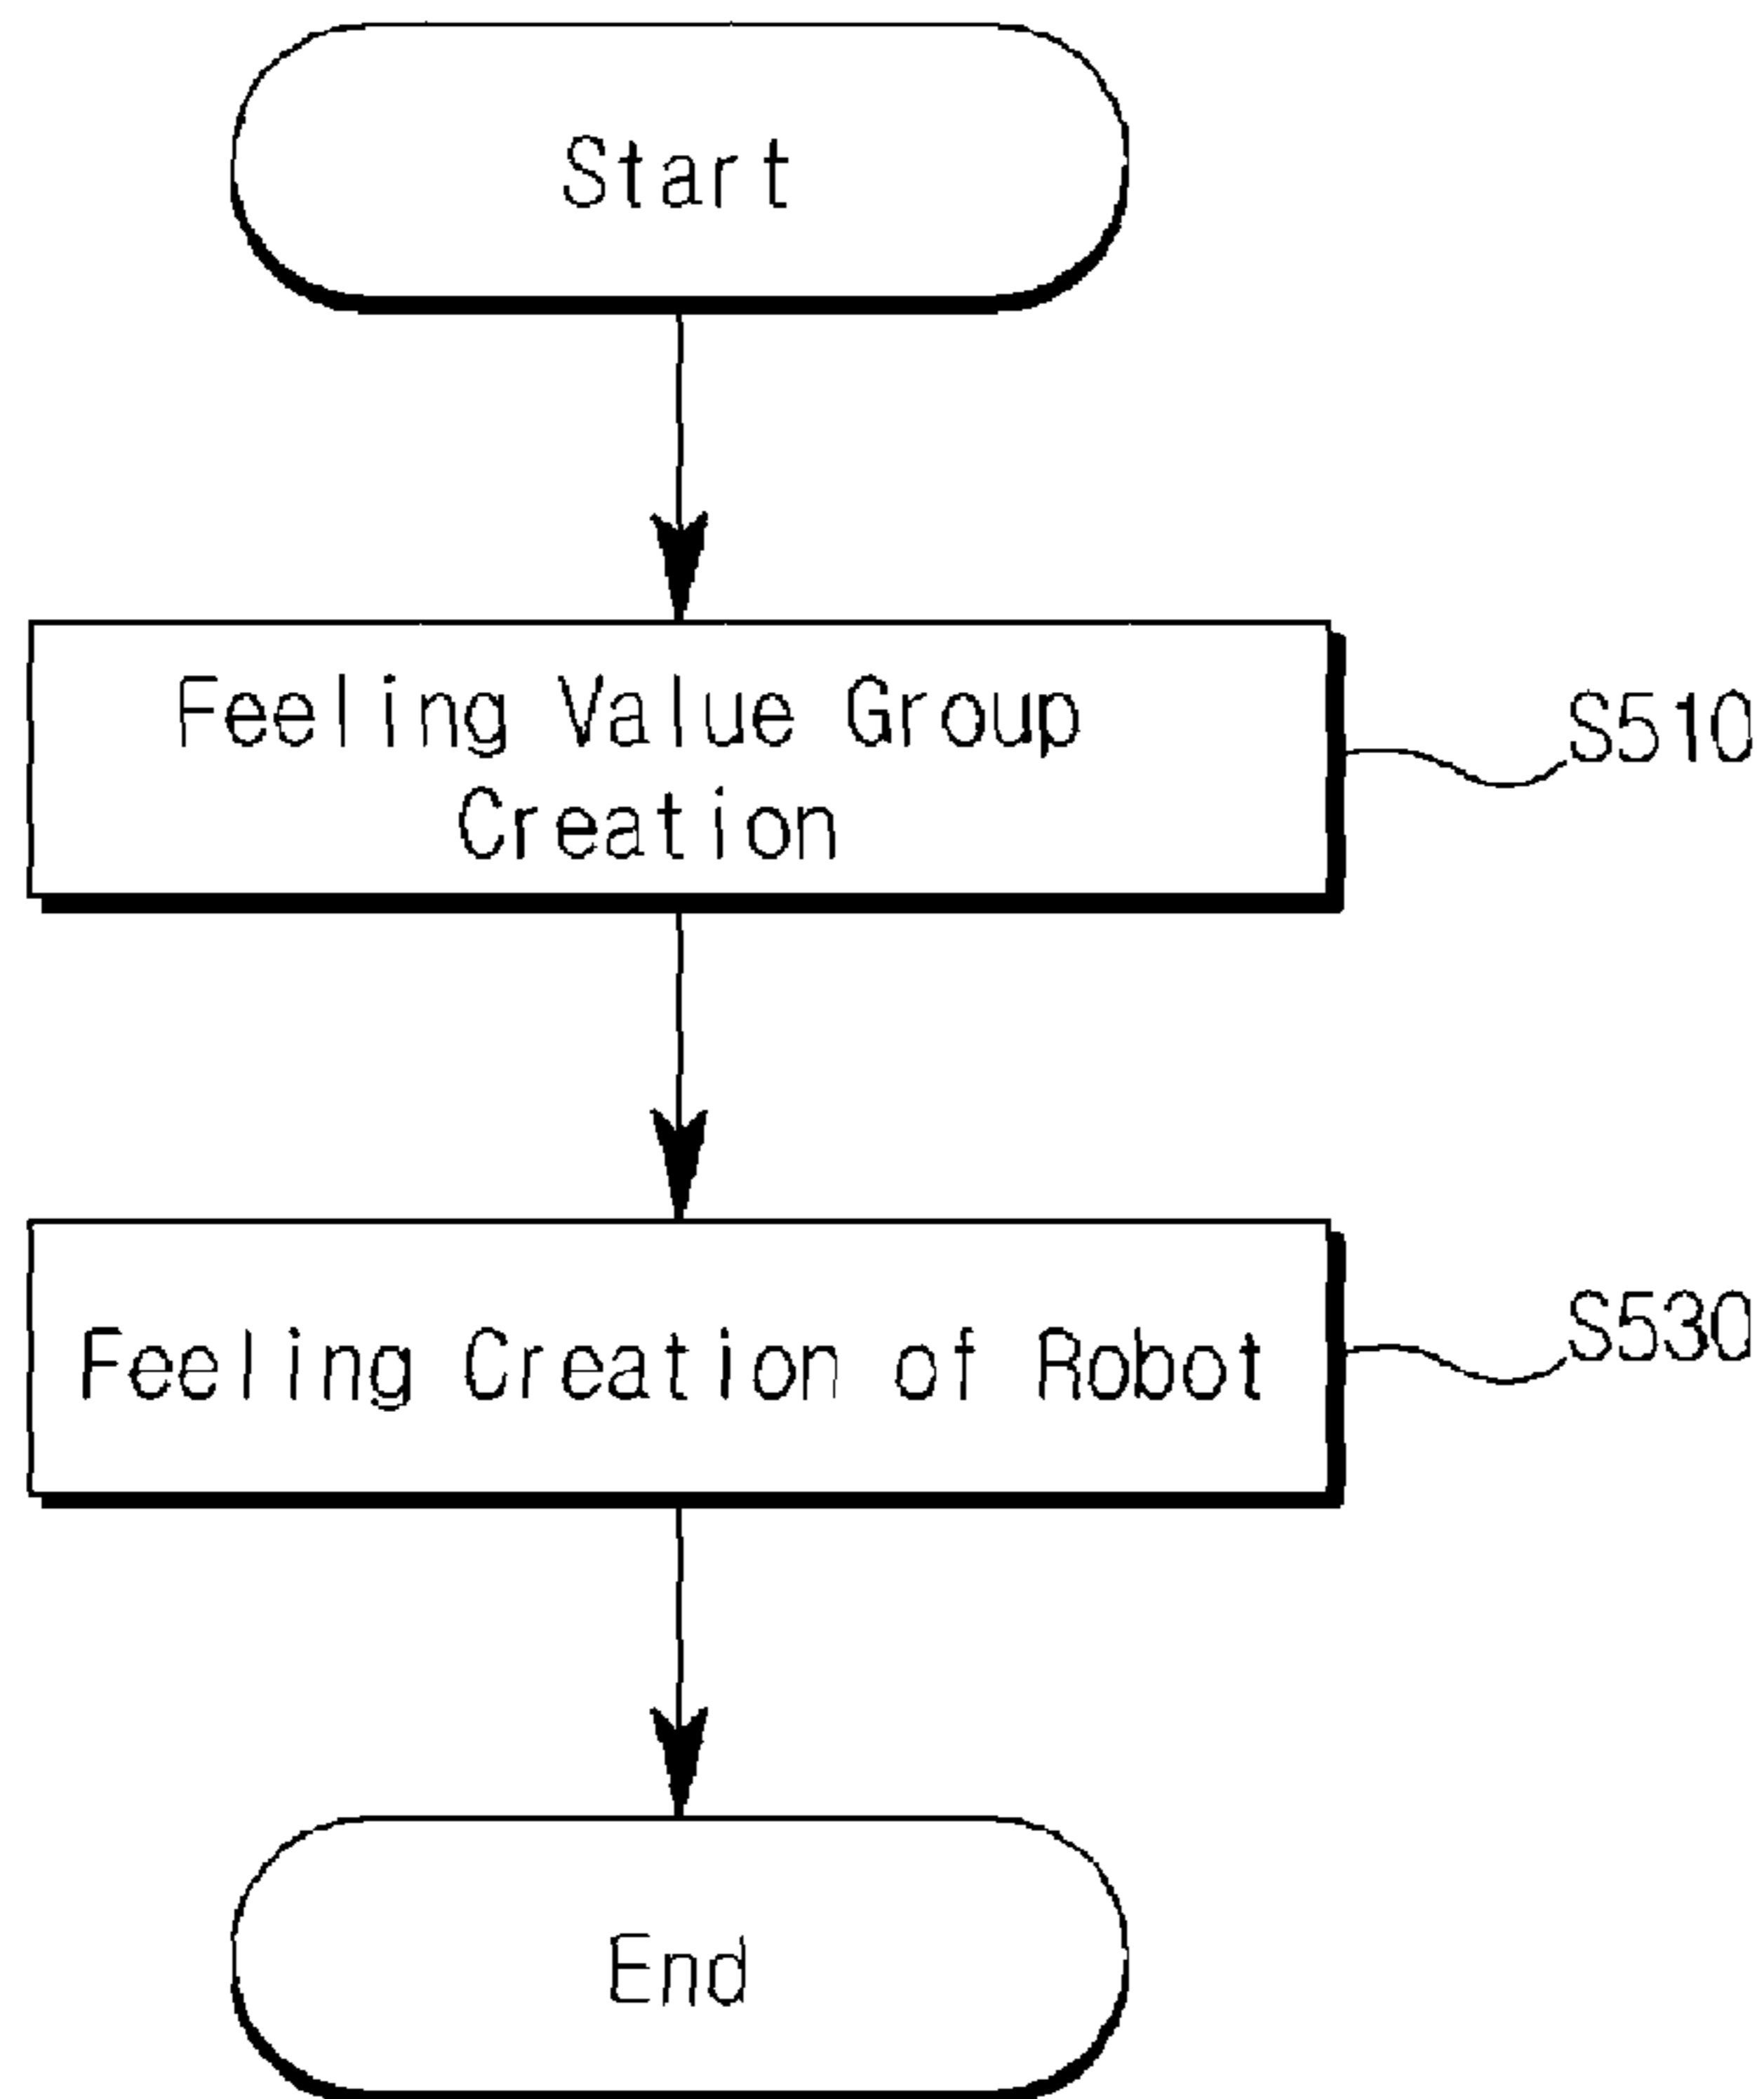 Start
Feeling Value Group
Creation
S510
Feeling Creation of Robot
S530
End